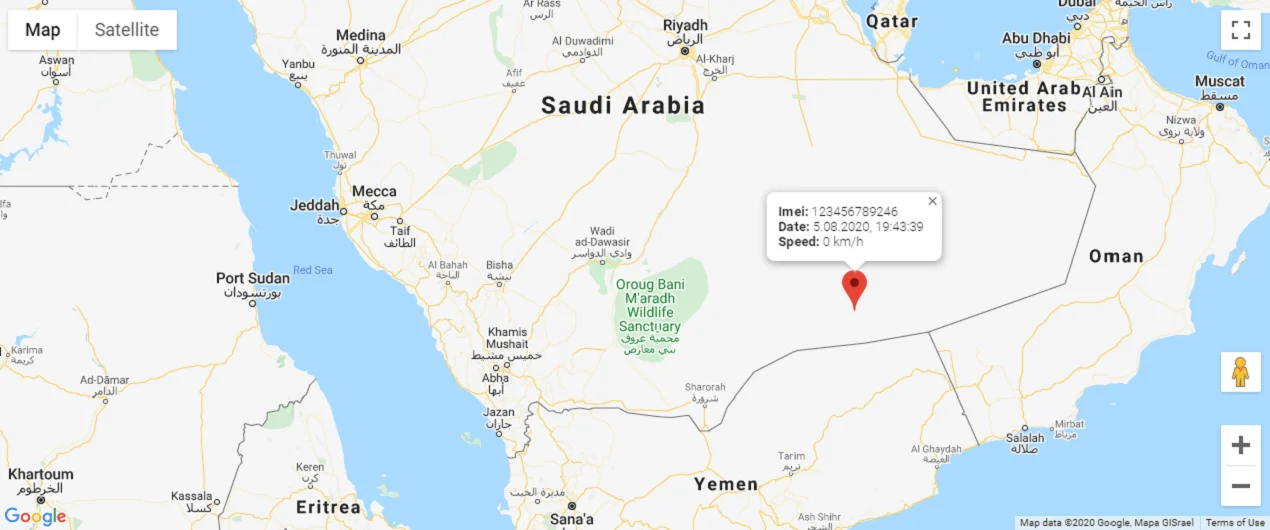 Map
Satellite
Aswan
أسوان
Yanbu
ينبع
Medina
المدينة المنورة
Ar Rass
الرس
Al Duwadimi
الدوادمي
Afif
عفيف
Riyadh
الرياض
Al-Kharj
الخرج
Qatar
Dubai
دبي
راس الخيمة
Abu Dhabi
أبو ظبي
Gulf of Oman
United Arab
Emirates
Al Ain
العين
Muscat
مسقط
Nizwa
ولاية نزوى
Saudi Arabia
Thuwal
ثول
Mecca
مكة
Jeddah
جدة
Taif
الطائف
Imei: 123456789246
Date: 5.08.2020, 19:43:39
Speed: 0 km/h
Wadi
ad-Dawasir
وادي الدواسر
Oman
Al Bahah
الباحة
Bisha
بيشة
Red Sea
Port Sudan
بورتسودان
Oroug Bani
M'aradh
Wildlife
Sanctuary
محمية عروق
بني معارض
Khamis
Mushait
خميس مشيط
Karima
كريمة
Ad-Dāmar
الدامر
Abha
أبها
Sharorah
شرورة
Jazan
جازان
Mirbat
مرباط
Salalah
صلالة
Al Ghaydah
الغيضة
Tarim
تريم
Keren
كرن
Khartoum
الخرطوم
Kassala
كسلا
Yemen
Eritrea
مديرة الحبت
Sana'a
Ash Shihr
Google
Map data ©2020 Google, Mapa GISrael
Terms of Use